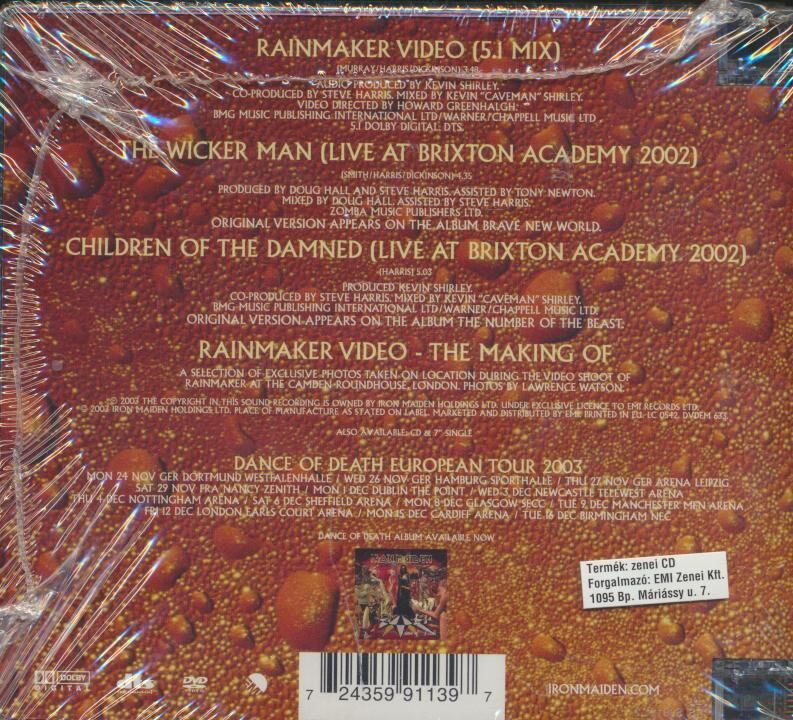 RAINMAKER VIDEO (5.1 MIX)
(MURRAY/HARRIS/DICKINSON) 3.48
AUDIO PRODUCED BY KEVIN SHIRLEY.
CO-PRODUCED BY STEVE HARRIS. MIXED BY KEVIN "CAVEMAN" SHIRLEY.
VIDEO DIRECTED BY HOWARD GREENHALGH.
BMG MUSIC PUBLISHING INTERNATIONAL LTD/WARNER/CHAPPELL MUSIC LTD
5.1 DOLBY DIGITAL: DTS.
THE WICKER MAN (LIVE AT BRIXTON ACADEMY 2002)
(SMITH/HARRIS/DICKINSON) 4.35
PRODUCED BY DOUG HALL AND STEVE HARRIS. ASSISTED BY TONY NEWTON.
MIXED BY DOUG HALL. ASSISTED BY STEVE HARRIS.
ZOMBA MUSIC PUBLISHERS LTD.
ORIGINAL VERSION APPEARS ON THE ALBUM BRAVE NEW WORLD.
CHILDREN OF THE DAMNED (LIVE AT BRIXTON ACADEMY 2002)
(HARRIS) 5.03
PRODUCED KEVIN SHIRLEY.
CO-PRODUCED BY STEVE HARRIS. MIXED BY KEVIN "CAVEMAN" SHIRLEY.
BMG MUSIC PUBLISHING INTERNATIONAL LTD/WARNER/CHAPPELL MUSIC LTD.
ORIGINAL VERSION APPEARS ON THE ALBUM THE NUMBER OF THE BEAST.
RAINMAKER VIDEO - THE MAKING OF
A SELECTION OF EXCLUSIVE PHOTOS TAKEN ON LOCATION DURING THE VIDEO SHOOT OF
RAINMAKER AT THE CAMDEN ROUNDHOUSE, LONDON. PHOTOS BY LAWRENCE WATSON.
℗ 2003 THE COPYRIGHT IN THIS SOUND RECORDING IS OWNED BY IRON MAIDEN HOLDINGS LTD. UNDER EXCLUSIVE LICENCE TO EMI RECORDS LTD.
© 2003 IRON MAIDEN HOLDINGS LTD. PLACE OF MANUFACTURE AS STATED ON LABEL. MARKETED AND DISTRIBUTED BY EMI. PRINTED IN EU. LC 0542. DVDEM 633.
ALSO AVAILABLE: CD & 7" SINGLE
DANCE OF DEATH EUROPEAN TOUR 2003
MON 24 NOV GER DORTMUND WESTFALENHALLE / WED 26 NOV GER HAMBURG SPORTHALLE / THU 27 NOV GER ARENA LEIPZIG
SAT 29 NOV FRA NANCY ZENITH / MON 1 DEC DUBLIN THE POINT / WED 3 DEC NEWCASTLE TELEWEST ARENA
THU 4 DEC NOTTINGHAM ARENA / SAT 6 DEC SHEFFIELD ARENA / MON 8 DEC GLASGOW SECC / TUE 9 DEC MANCHESTER MEN ARENA
FRI 12 DEC LONDON EARLS COURT ARENA / MON 15 DEC CARDIFF ARENA / TUE 16 DEC BIRMINGHAM NEC
DANCE OF DEATH ALBUM AVAILABLE NOW
IRON MAIDEN
Termék: zenei CD
Forgalmazó: EMI Zenei Kft.
1095 Bp. Máriássy u. 7.
DOLBY
DIGITAL
dts
DVD
7 24359 91139 7
IRONMAIDEN.COM